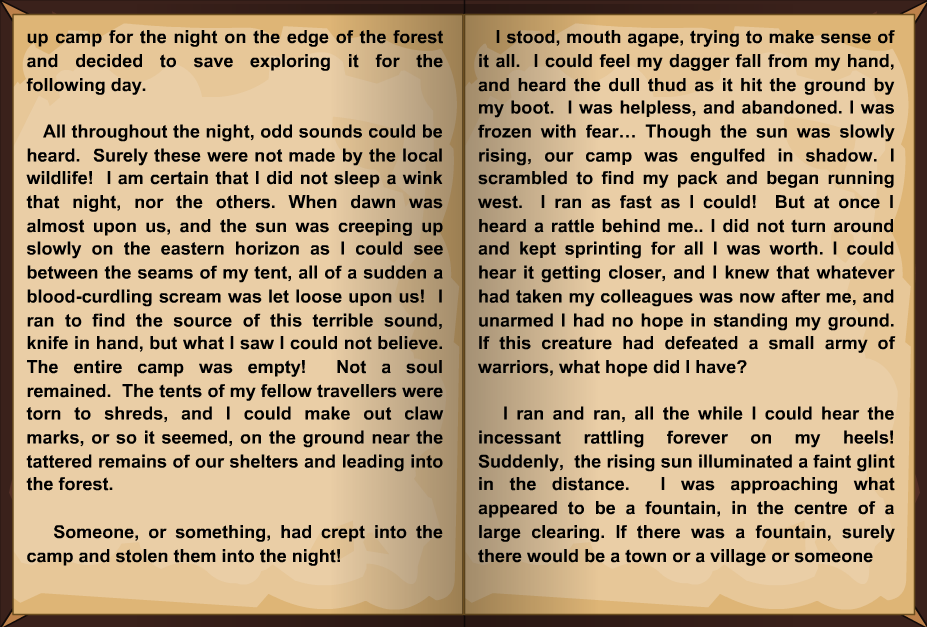 up camp for the night on the edge of the forest
and decided to save exploring it for the
following day.
All throughout the night, odd sounds could be
heard. Surely these were not made by the local
wildlife! I am certain that I did not sleep a wink
that night, nor the others. When dawn was
almost upon us, and the sun was creeping up
slowly on the eastern horizon as I could see
between the seams of my tent, all of a sudden a
blood-curdling scream was let loose upon us! I
ran to find the source of this terrible sound,
knife in hand, but what I saw I could not believe.
The entire camp was empty! Not a soul
remained. The tents of my fellow travellers were
torn to shreds, and I could make out claw
marks, or so it seemed, on the ground near the
tattered remains of our shelters and leading into
the forest.
Someone, or something, had crept into the
camp and stolen them into the night!
I stood, mouth agape, trying to make sense of
it all. I could feel my dagger fall from my hand,
and heard the dull thud as it hit the ground by
my boot. I was helpless, and abandoned. I was
frozen with fear... Though the sun was slowly
rising, our camp was engulfed in shadow. I
scrambled to find my pack and began running
west. I ran as fast as I could! But at once I
heard a rattle behind me.. I did not turn around
and kept sprinting for all I was worth. I could
hear it getting closer, and I knew that whatever
had taken my colleagues was now after me, and
unarmed I had no hope in standing my ground.
If this creature had defeated a small army of
warriors, what hope did I have?
I ran and ran, all the while I could hear the
incessant rattling forever on my heels!
Suddenly, the rising sun illuminated a faint glint
in the distance. I was approaching what
appeared to be a fountain, in the centre of a
large clearing. If there was a fountain, surely
there would be a town or a village or someone